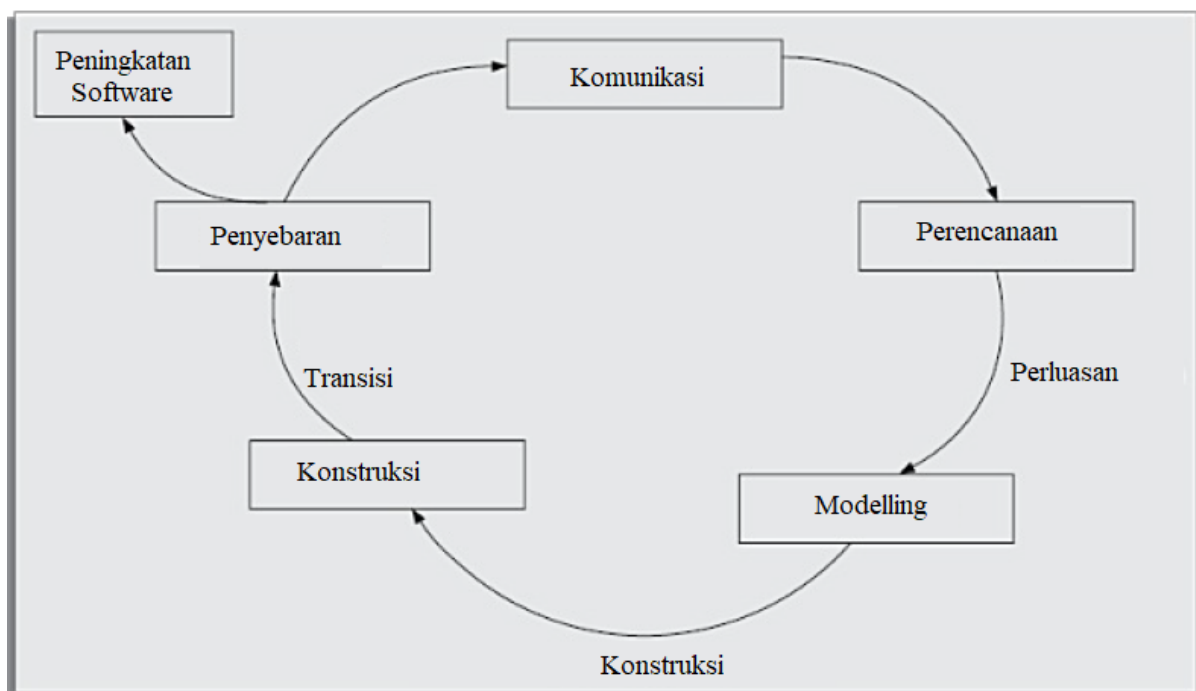 Peningkatan
Software
Komunikasi
Penyebaran
Perencanaan
Transisi
Perluasan
Konstruksi
Modelling
Konstruksi